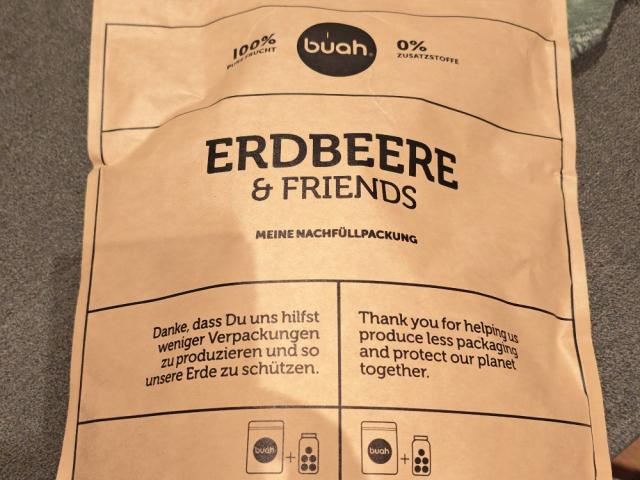 100%
PURE FRUCHT
buah
0%
ZUSATZSTOFFE
ERDBEERE
& FRIENDS
MEINE NACHFÜLLPACKUNG
Danke, dass Du uns hilfst
weniger Verpackungen
zu produzieren und so
unsere Erde zu schützen.
Thank you for helping us
produce less packaging
and protect our planet
together.
buah +
buah +